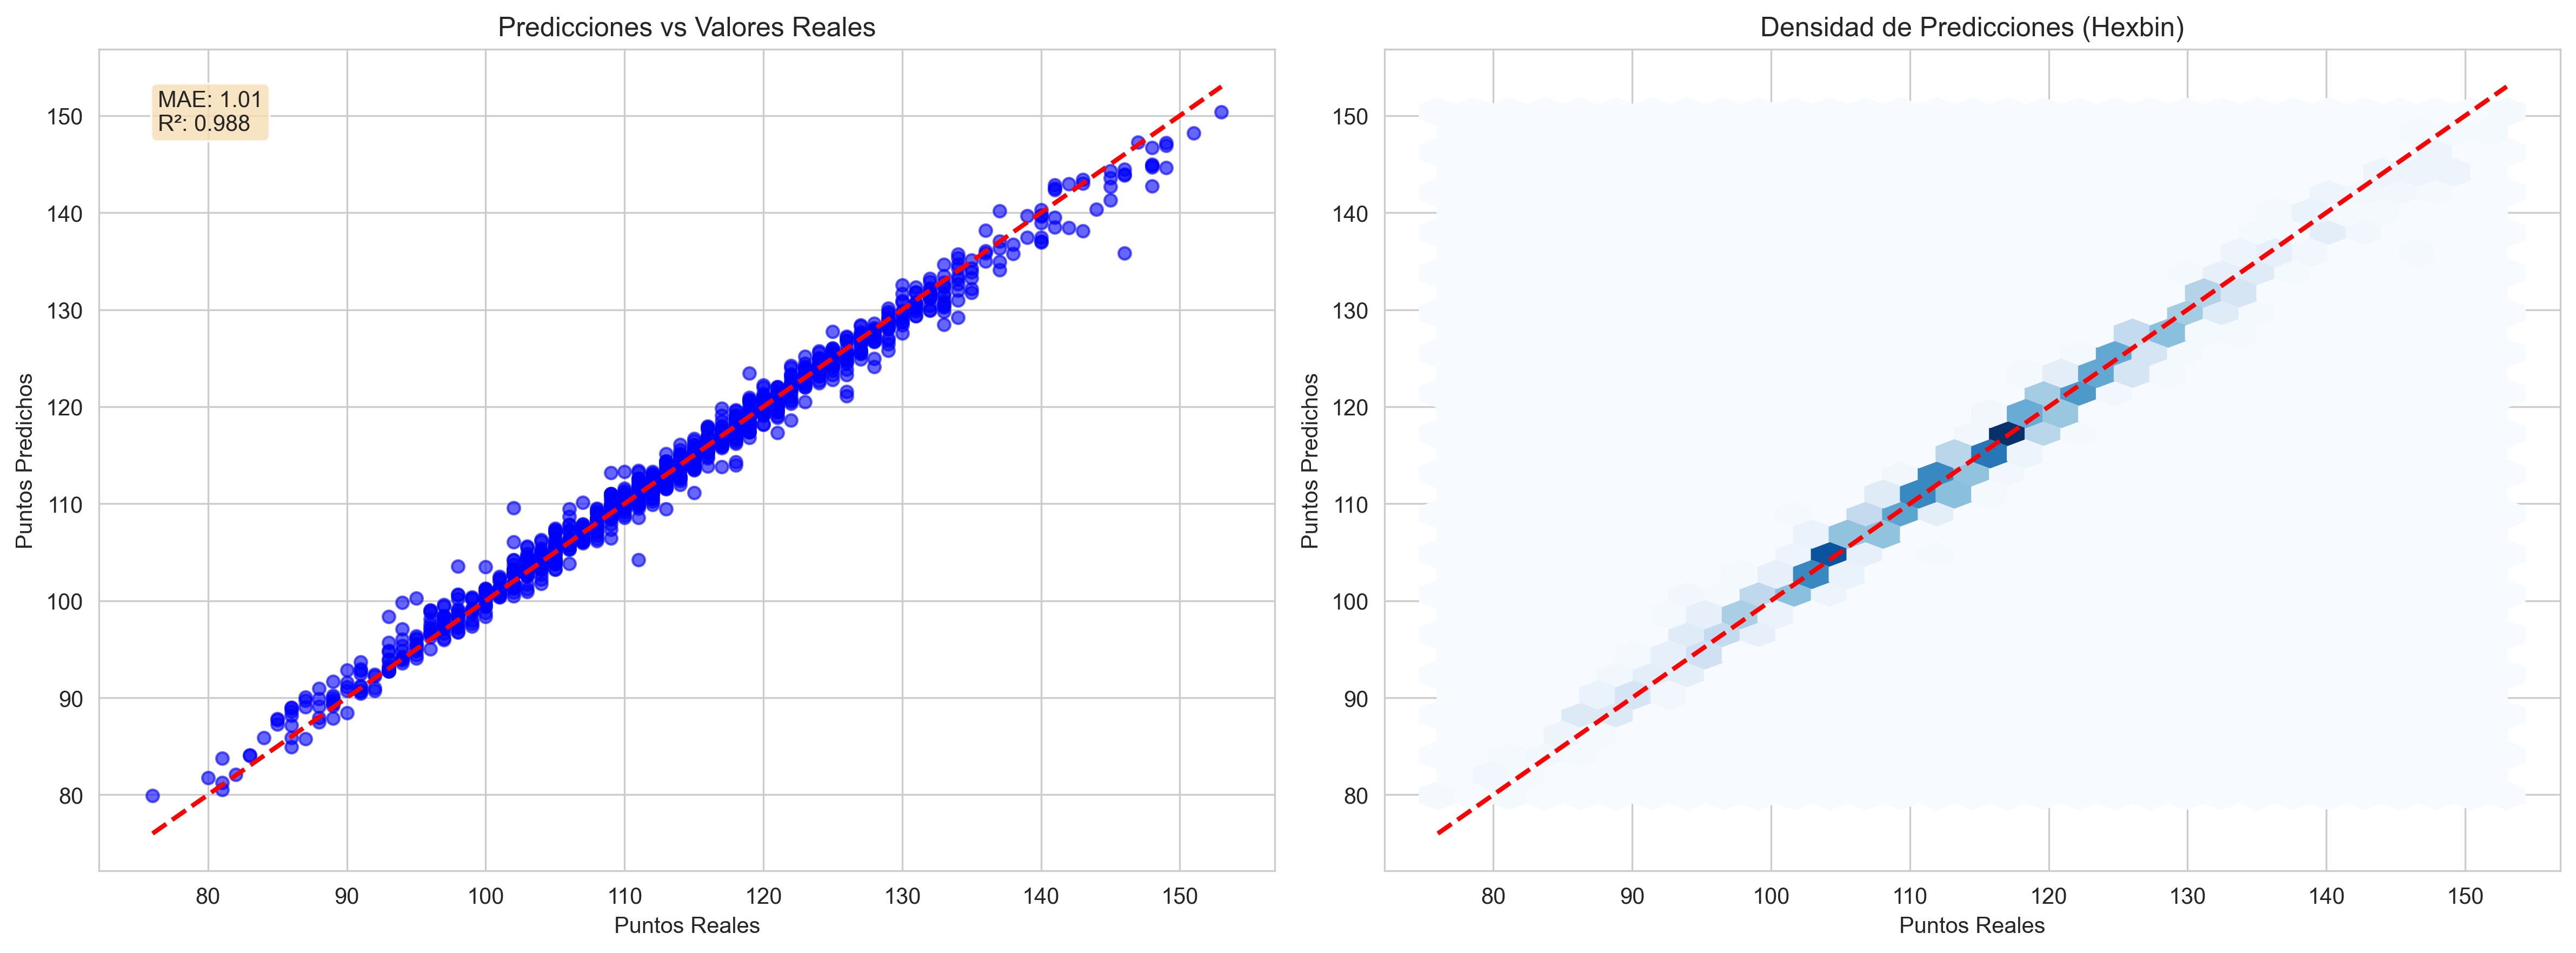 Predicciones vs Valores Reales
MAE: 1.01
R²: 0.988
150
140
130
120
110
100
90
80
Puntos Predichos
80 90 100 110 120 130 140 150
Puntos Reales
Densidad de Predicciones (Hexbin)
150
140
130
120
110
100
90
80
Puntos Predichos
80 90 100 110 120 130 140 150
Puntos Reales